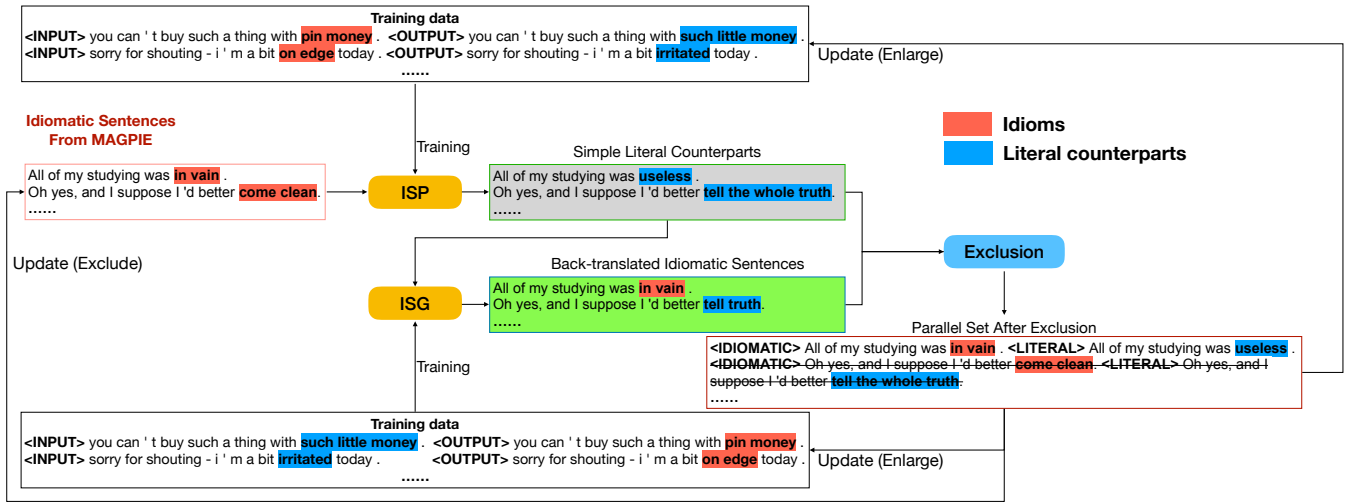 Training data
<INPUT> you can ' t buy such a thing with pin money . <OUTPUT> you can ' t buy such a thing with such little money .
<INPUT> sorry for shouting - i ' m a bit on edge today . <OUTPUT> sorry for shouting - i ' m a bit irritated today .
......
Update (Enlarge)
Idiomatic Sentences
From MAGPIE
Training
Idioms
Literal counterparts
Simple Literal Counterparts
All of my studying was in vain .
Oh yes, and I suppose I 'd better come clean.
......
ISP
All of my studying was useless .
Oh yes, and I suppose I 'd better tell the whole truth.
......
Update (Exclude)
Exclusion
Back-translated Idiomatic Sentences
ISG
All of my studying was in vain .
Oh yes, and I suppose I 'd better tell truth.
......
Parallel Set After Exclusion
Training
<IDIOMATIC> All of my studying was in vain . <LITERAL> All of my studying was useless .
<IDIOMATIC> Oh yes, and I suppose I 'd better come clean. <LITERAL> Oh yes, and I
suppose I 'd better tell the whole truth.
......
Training data
<INPUT> you can ' t buy such a thing with such little money . <OUTPUT> you can ' t buy such a thing with pin money .
<INPUT> sorry for shouting - i ' m a bit irritated today . <OUTPUT> sorry for shouting - i ' m a bit on edge today .
......
Update (Enlarge)